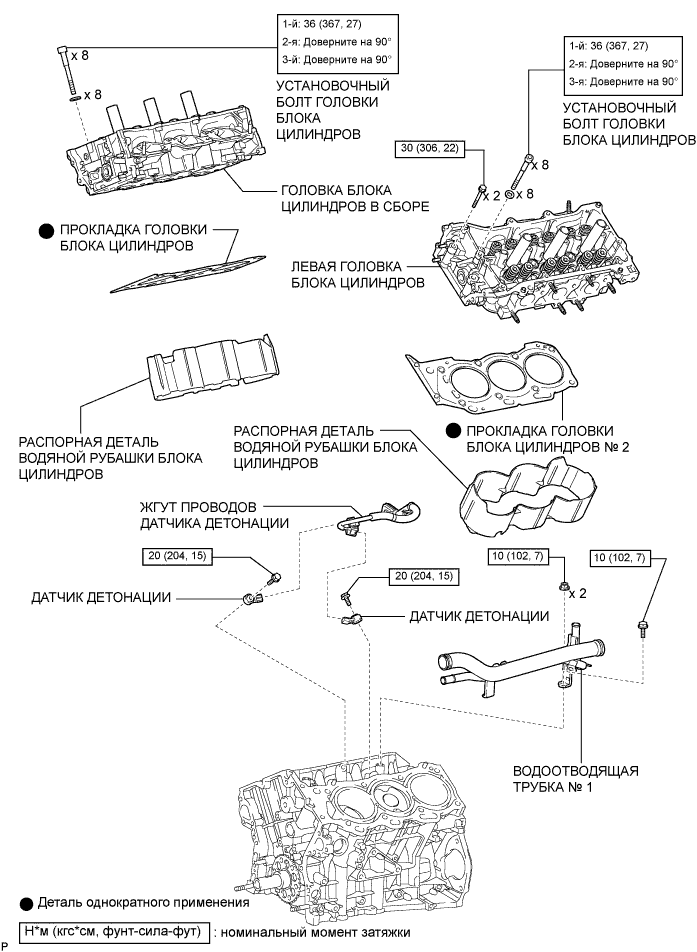 1-й: 36 (367, 27)
2-я: Доверните на 90°
3-й: Доверните на 90°
x 8
x 8
УСТАНОВОЧНЫЙ
БОЛТ ГОЛОВКИ
БЛОКА
ЦИЛИНДРОВ
1-й: 36 (367, 27)
2-я: Доверните на 90°
3-я: Доверните на 90°
УСТАНОВОЧНЫЙ
БОЛТ ГОЛОВКИ
БЛОКА ЦИЛИНДРОВ
30 (306, 22)
x 8
x 2
x 8
ГОЛОВКА БЛОКА
ЦИЛИНДРОВ В СБОРЕ
ПРОКЛАДКА ГОЛОВКИ
БЛОКА ЦИЛИНДРОВ
ЛЕВАЯ ГОЛОВКА
БЛОКА ЦИЛИНДРОВ
РАСПОРНАЯ ДЕТАЛЬ
ВОДЯНОЙ РУБАШКИ БЛОКА
ЦИЛИНДРОВ
РАСПОРНАЯ ДЕТАЛЬ
ВОДЯНОЙ РУБАШКИ БЛОКА
ЦИЛИНДРОВ
ПРОКЛАДКА ГОЛОВКИ
БЛОКА ЦИЛИНДРОВ № 2
ЖГУТ ПРОВОДОВ
ДАТЧИКА ДЕТОНАЦИИ
20 (204, 15)
ДАТЧИК ДЕТОНАЦИИ
20 (204, 15)
ДАТЧИК ДЕТОНАЦИИ
10 (102, 7)
10 (102, 7)
x 2
ВОДООТВОДЯЩАЯ
ТРУБКА № 1
Деталь однократного применения
Н*м (кгс*см, фунт-сила-фут) : номинальный момент затяжки
P